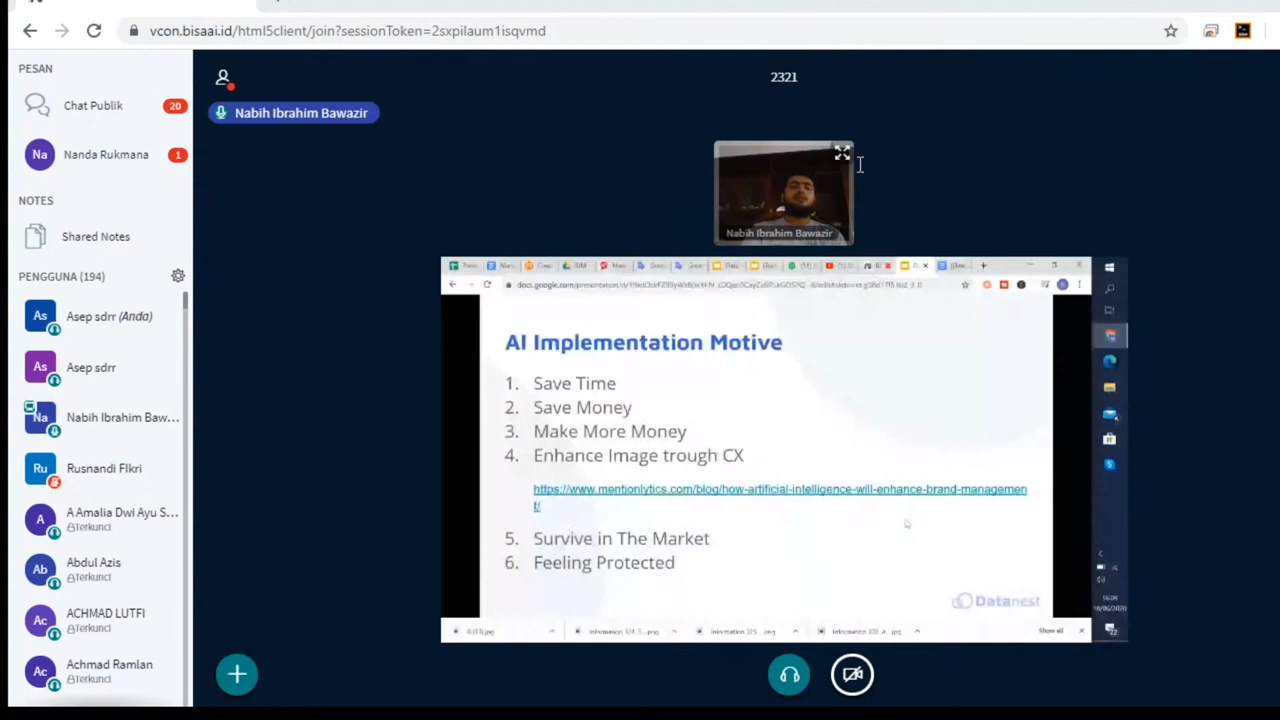 vcon.bisaai.id/html5client/join?sessionToken=2sxpilaum1isqvmd
PESAN
Chat Publik
20
Na
Nanda Rukmana
1
NOTES
Shared Notes
PENGGUNA (194)
As
Asep sdrr (Anda)
As
Asep sdrr
Na
Nabih Ibrahim Baw...
Ru
Rusnandi FIkri
A
A Amalia Dwi Ayu S...
Terkunci
Ab
Abdul Azis
Terkunci
Ac
ACHMAD LUTFI
Terkunci
Ac
Achmad Ramlan
Terkunci
2321
Nabih Ibrahim Bawazir
Nabih Ibrahim Bawazir
AI Implementation Motive
1. Save Time
2. Save Money
3. Make More Money
4. Enhance Image trough CX
https://www.mentionlytics.com/blog/how-artificial-intelligence-will-enhance-brand-managemen
t/
5. Survive in The Market
6. Feeling Protected
Datanest
Show all